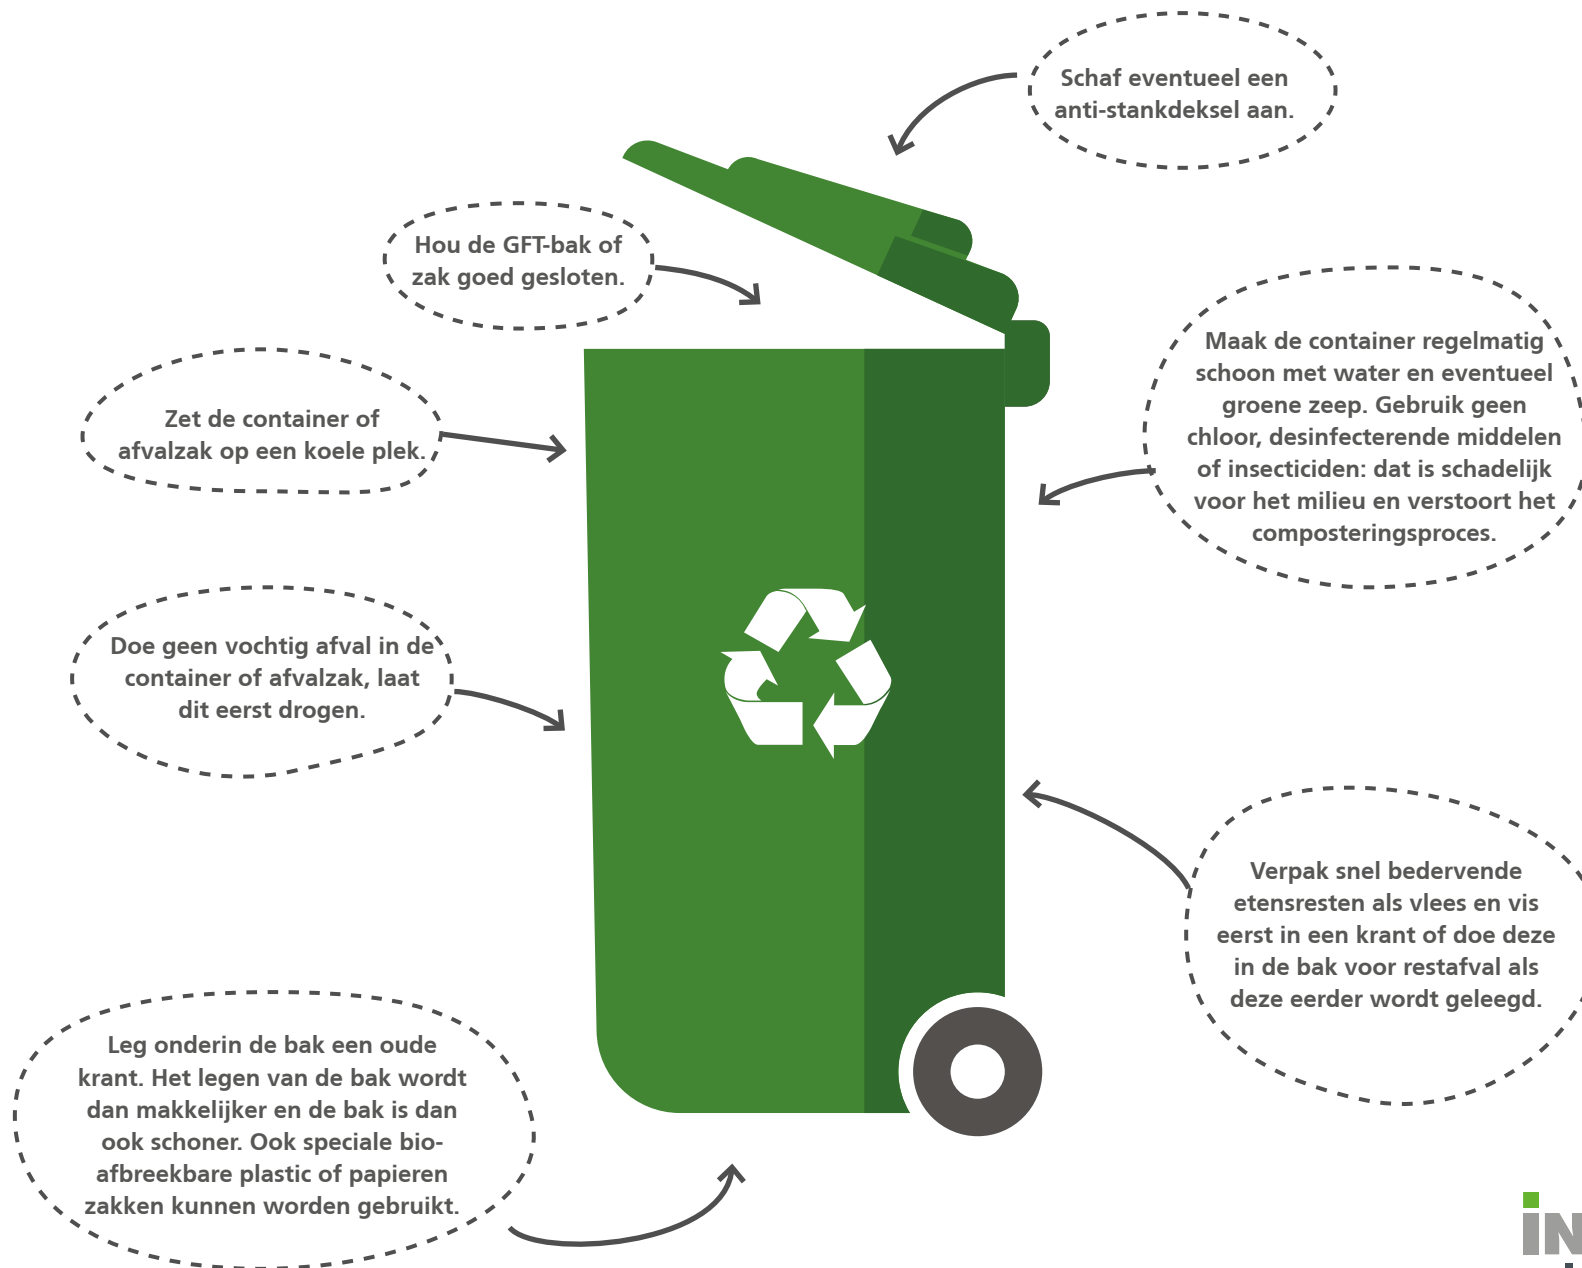 Schaf eventueel een
anti-stankdeksel aan.
Hou de GFT-bak of
zak goed gesloten.
Maak de container regelmatig
schoon met water en eventueel
groene zeep. Gebruik geen
chloor, desinfecterende middelen
of insecticiden: dat is schadelijk
voor het milieu en verstoort het
composteringsproces.
Zet de container of
afvalzak op een koele plek.
Doe geen vochtig afval in de
container of afvalzak, laat
dit eerst drogen.
Verpak snel bedervende
etensresten als vlees en vis
eerst in een krant of doe deze
in de bak voor restafval als
deze eerder wordt geleegd.
Leg onderin de bak een oude
krant. Het legen van de bak wordt
dan makkelijker en de bak is dan
ook schoner. Ook speciale bio-
afbreekbare plastic of papieren
zakken kunnen worden gebruikt.